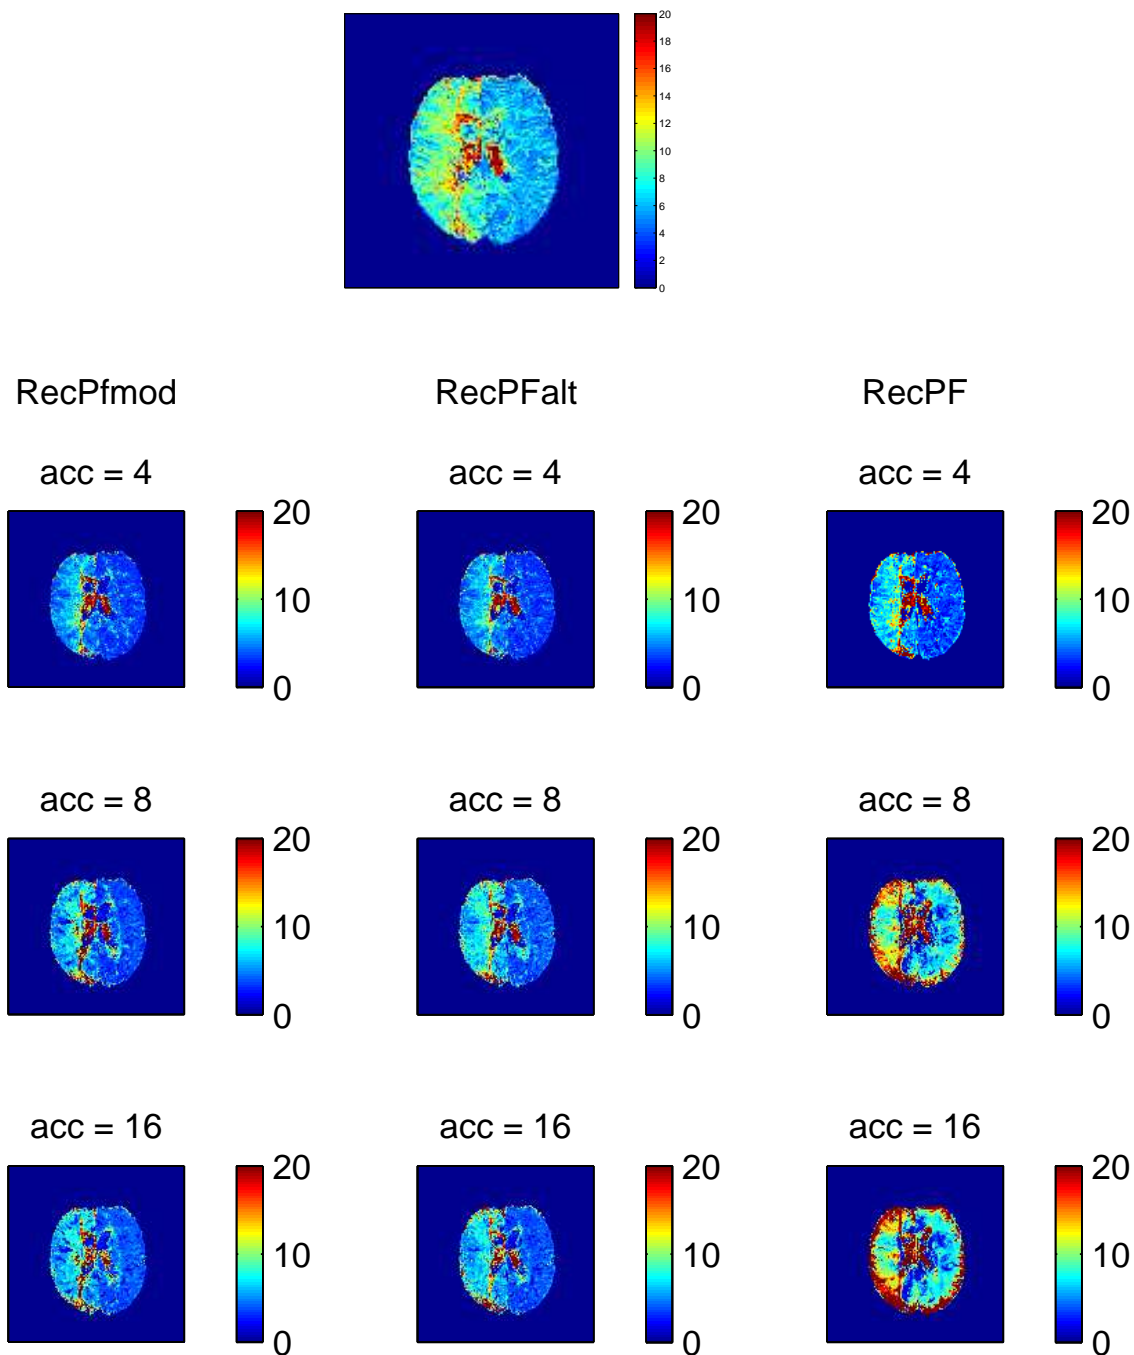 20
18
16
14
12
10
8
6
4
2
0
RecPfmod RecPFalt RecPF
acc = 4 acc = 4 acc = 4
20 20 20
10 10 10
0 0 0
acc = 8 acc = 8 acc = 8
20 20 20
10 10 10
0 0 0
acc = 16 acc = 16 acc = 16
20 20 20
10 10 10
0 0 0